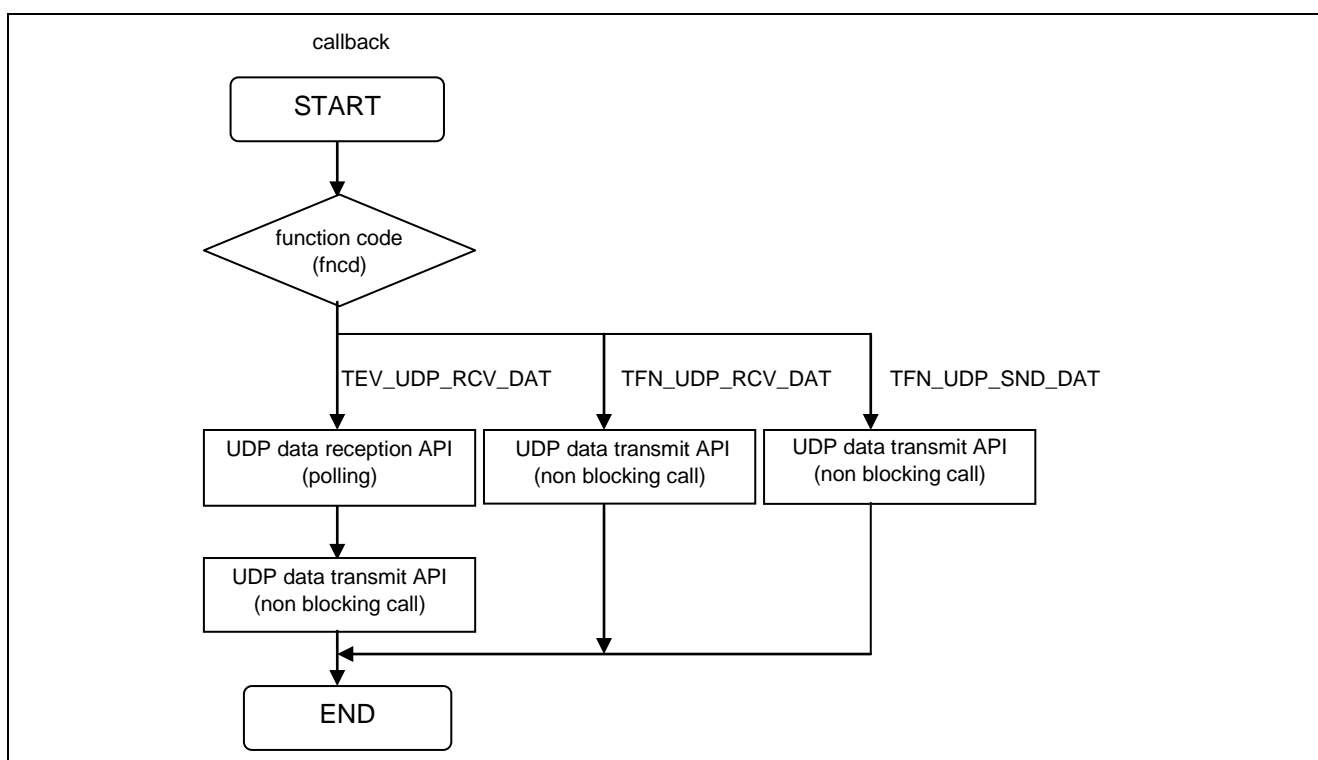 callback
START
function code
(fncd)
TEV_UDP_RCV_DAT
TFN_UDP_RCV_DAT
TFN_UDP_SND_DAT
UDP data reception API
(polling)
UDP data transmit API
(non blocking call)
UDP data transmit API
(non blocking call)
UDP data transmit API
(non blocking call)
END